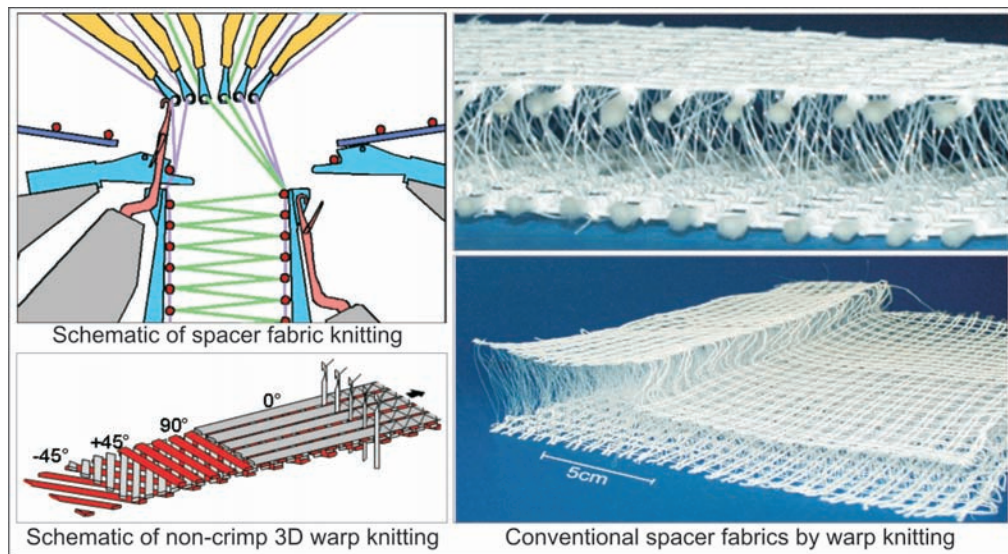 Schematic of spacer fabric knitting
-45°
+45°
90°
0°
Schematic of non-crimp 3D warp knitting
5cm
Conventional spacer fabrics by warp knitting